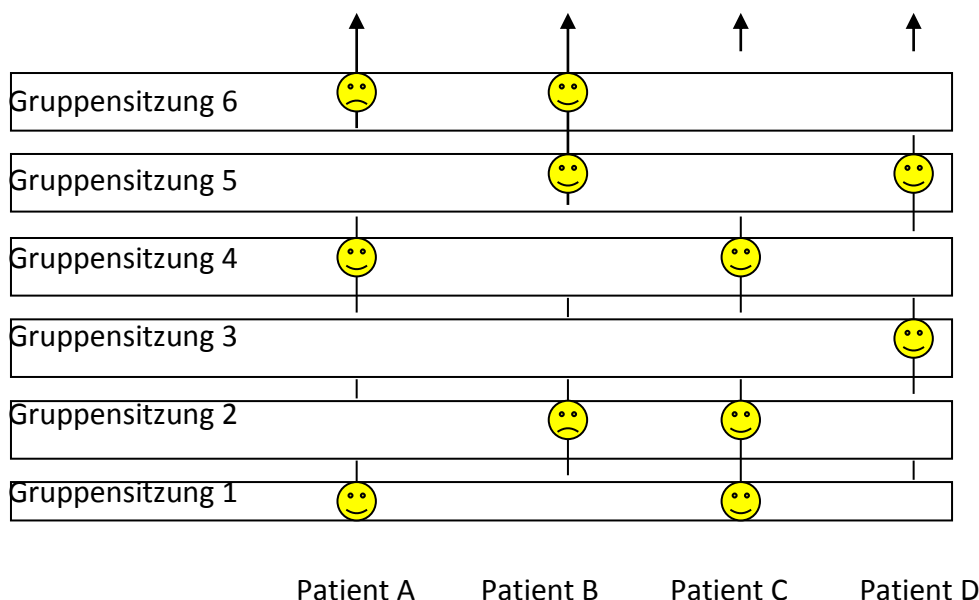 Gruppensitzung 6
Gruppensitzung 5
Gruppensitzung 4
Gruppensitzung 3
Gruppensitzung 2
Gruppensitzung 1
Patient A Patient B Patient C Patient D